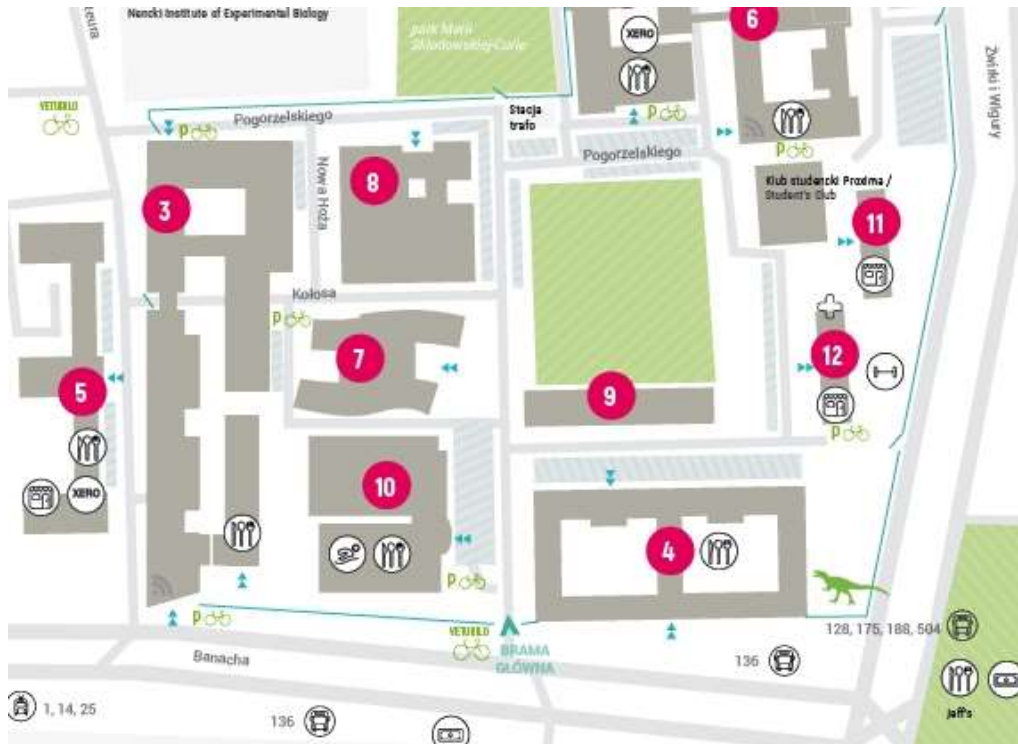 Nencki Institute of Experimental Biology
park Marii
Skłodowskiej-Curie
XERO
6
Żwirki i Wigury
VETURILO
P
Pogorzelskiego
Stacja
trafo
P
Pogorzelskiego
P
Nowa Hoża
8
3
Klub studencki Proxima /
Student's Club
11
Kołosa
P
7
12
5
9
P
XERO
10
4
P
P
VETURILO
BRAMA
GŁÓWNA
128, 175, 188, 504
Banacha
136
1, 14, 25
136
Jeff's